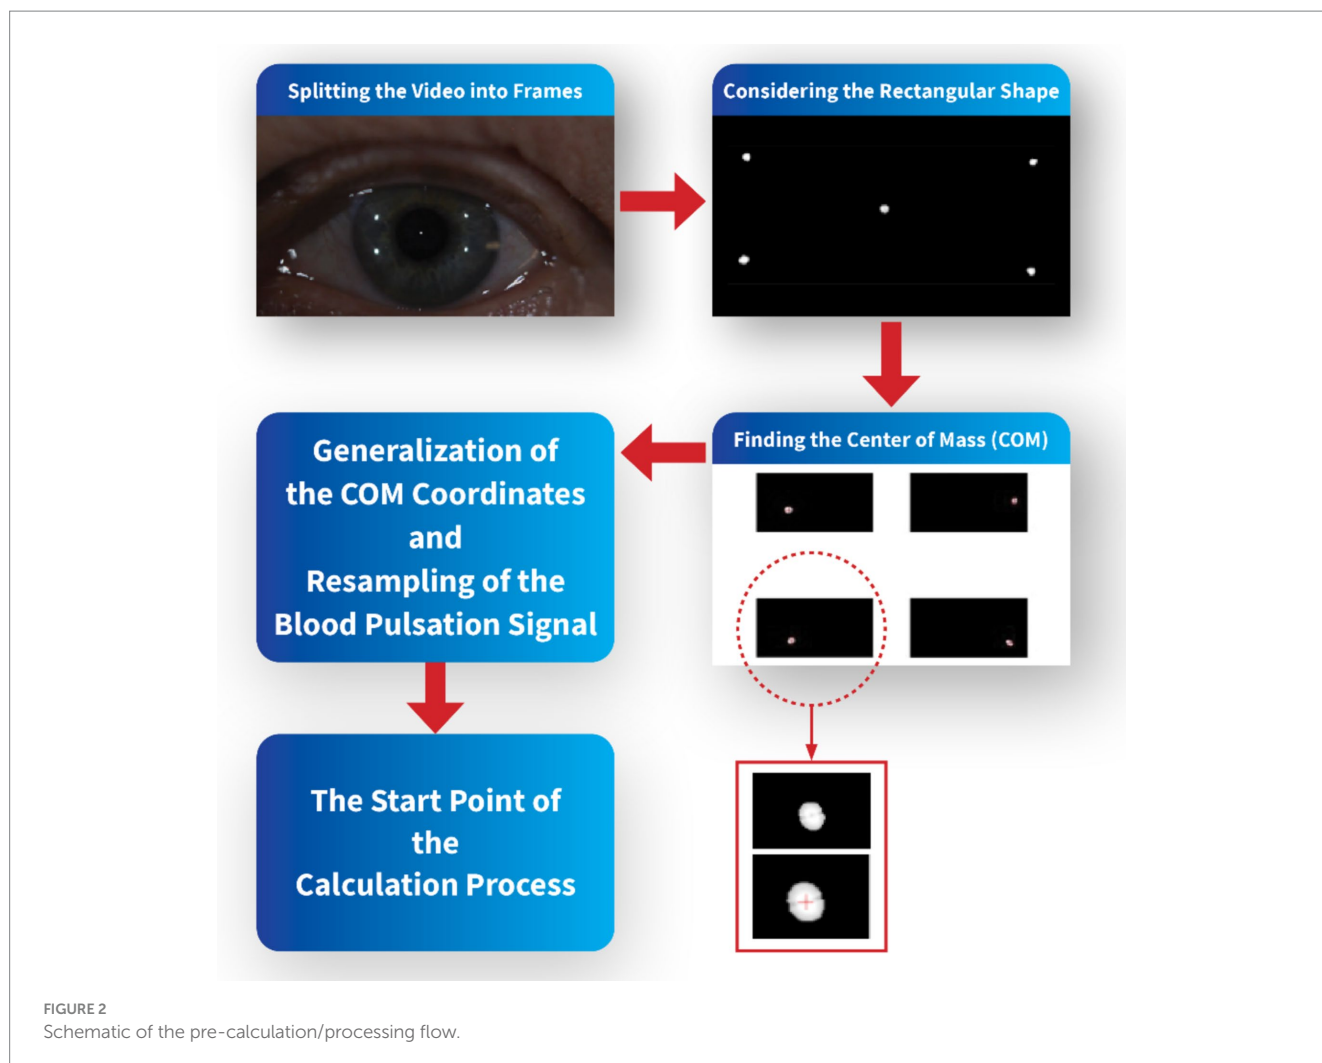 Splitting the Video into Frames
Considering the Rectangular Shape
Finding the Center of Mass (COM)
Generalization of
the COM Coordinates
and
Resampling of the
Blood Pulsation Signal
The Start Point of
the
Calculation Process
FIGURE 2
Schematic of the pre-calculation/processing flow.